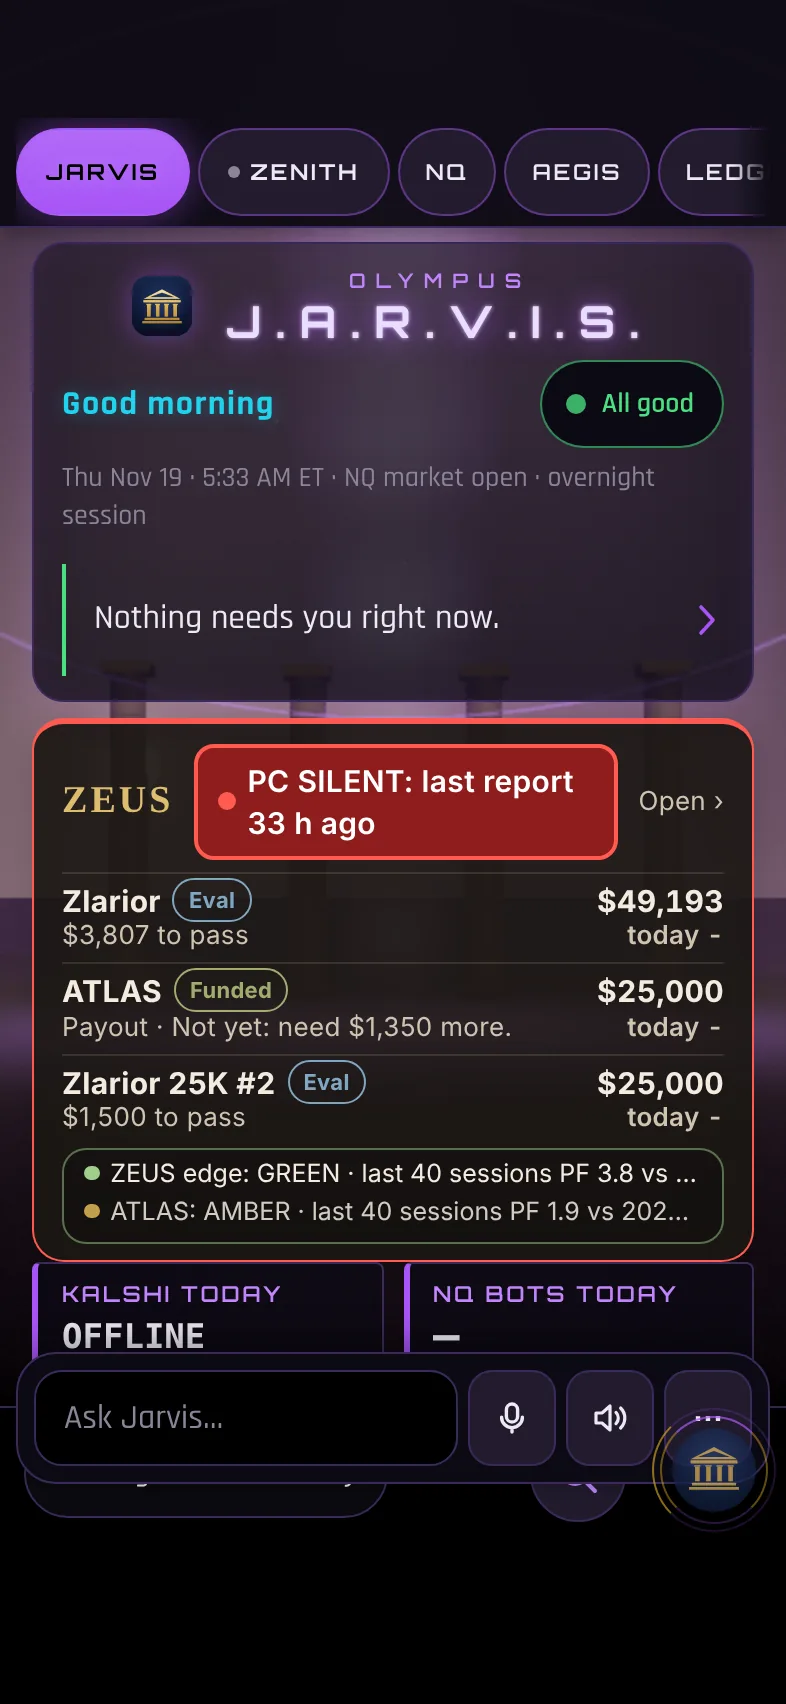 JARVIS ZENITH NQ AEGIS LEDG
OLYMPUS
J.A.R.V.I.S.
Good morning
All good
Thu Nov 19 · 5:33 AM ET · NQ market open · overnight
session
Nothing needs you right now.
ZEUS
PC SILENT: last report
33 h ago
Open ›
Zlarior Eval $49,193
$3,807 to pass today -
ATLAS Funded $25,000
Payout · Not yet: need $1,350 more. today -
Zlarior 25K #2 Eval $25,000
$1,500 to pass today -
ZEUS edge: GREEN · last 40 sessions PF 3.8 vs ...
ATLAS: AMBER · last 40 sessions PF 1.9 vs 202...
KALSHI TODAY NQ BOTS TODAY
OFFLINE —
Ask Jarvis...